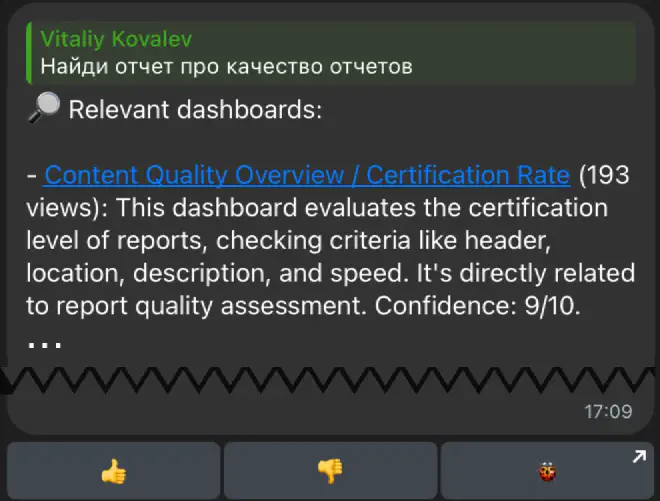 Vitaliy Kovalev
Найди отчет про качество отчетов
🔎 Relevant dashboards:
- Content Quality Overview / Certification Rate (193
views): This dashboard evaluates the certification
level of reports, checking criteria like header,
location, description, and speed. It's directly related
to report quality assessment. Confidence: 9/10.
...
17:09